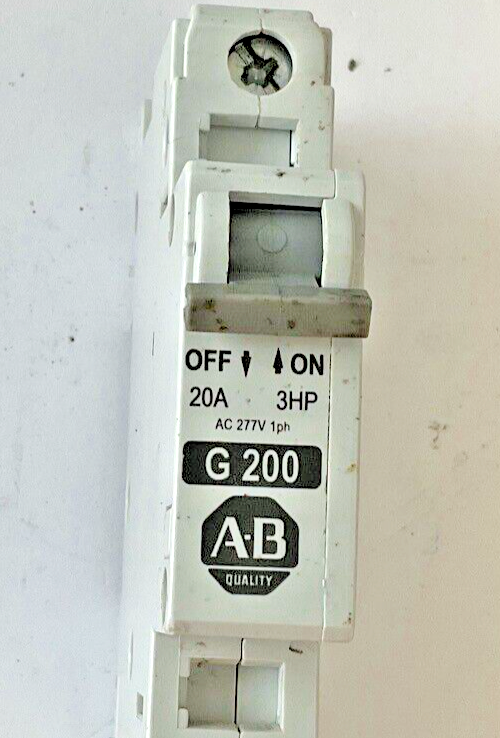 OFF ON
20A 3HP
AC 277V 1ph
G 200
A-B
QUALITY